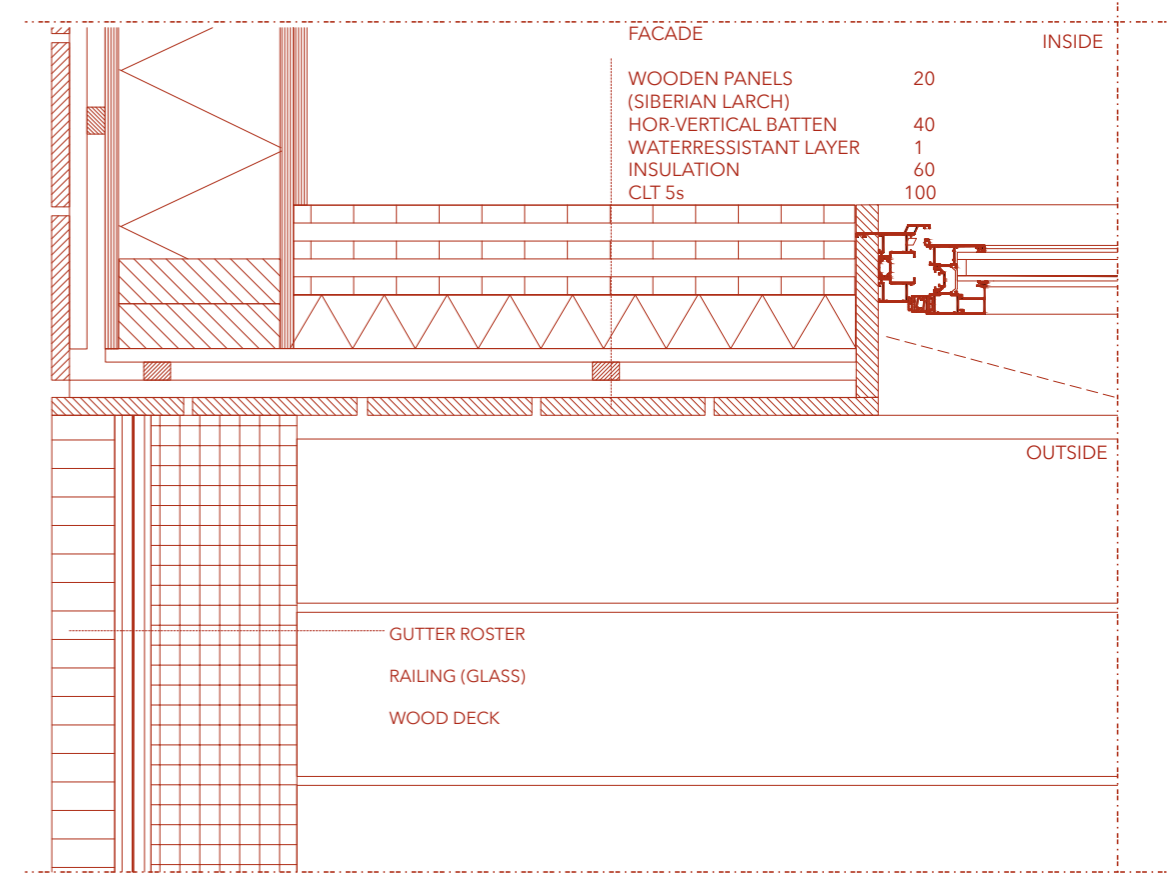 FACADE
INSIDE
WOODEN PANELS 20
(SIBERIAN LARCH)
HOR-VERTICAL BATTEN 40
WATERRESSISTANT LAYER 1
INSULATION 60
CLT 5s 100
OUTSIDE
GUTTER ROSTER
RAILING (GLASS)
WOOD DECK